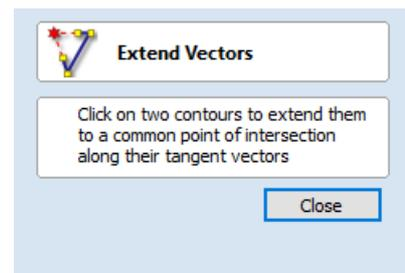 Extend Vectors
Click on two contours to extend them
to a common point of intersection
along their tangent vectors
Close